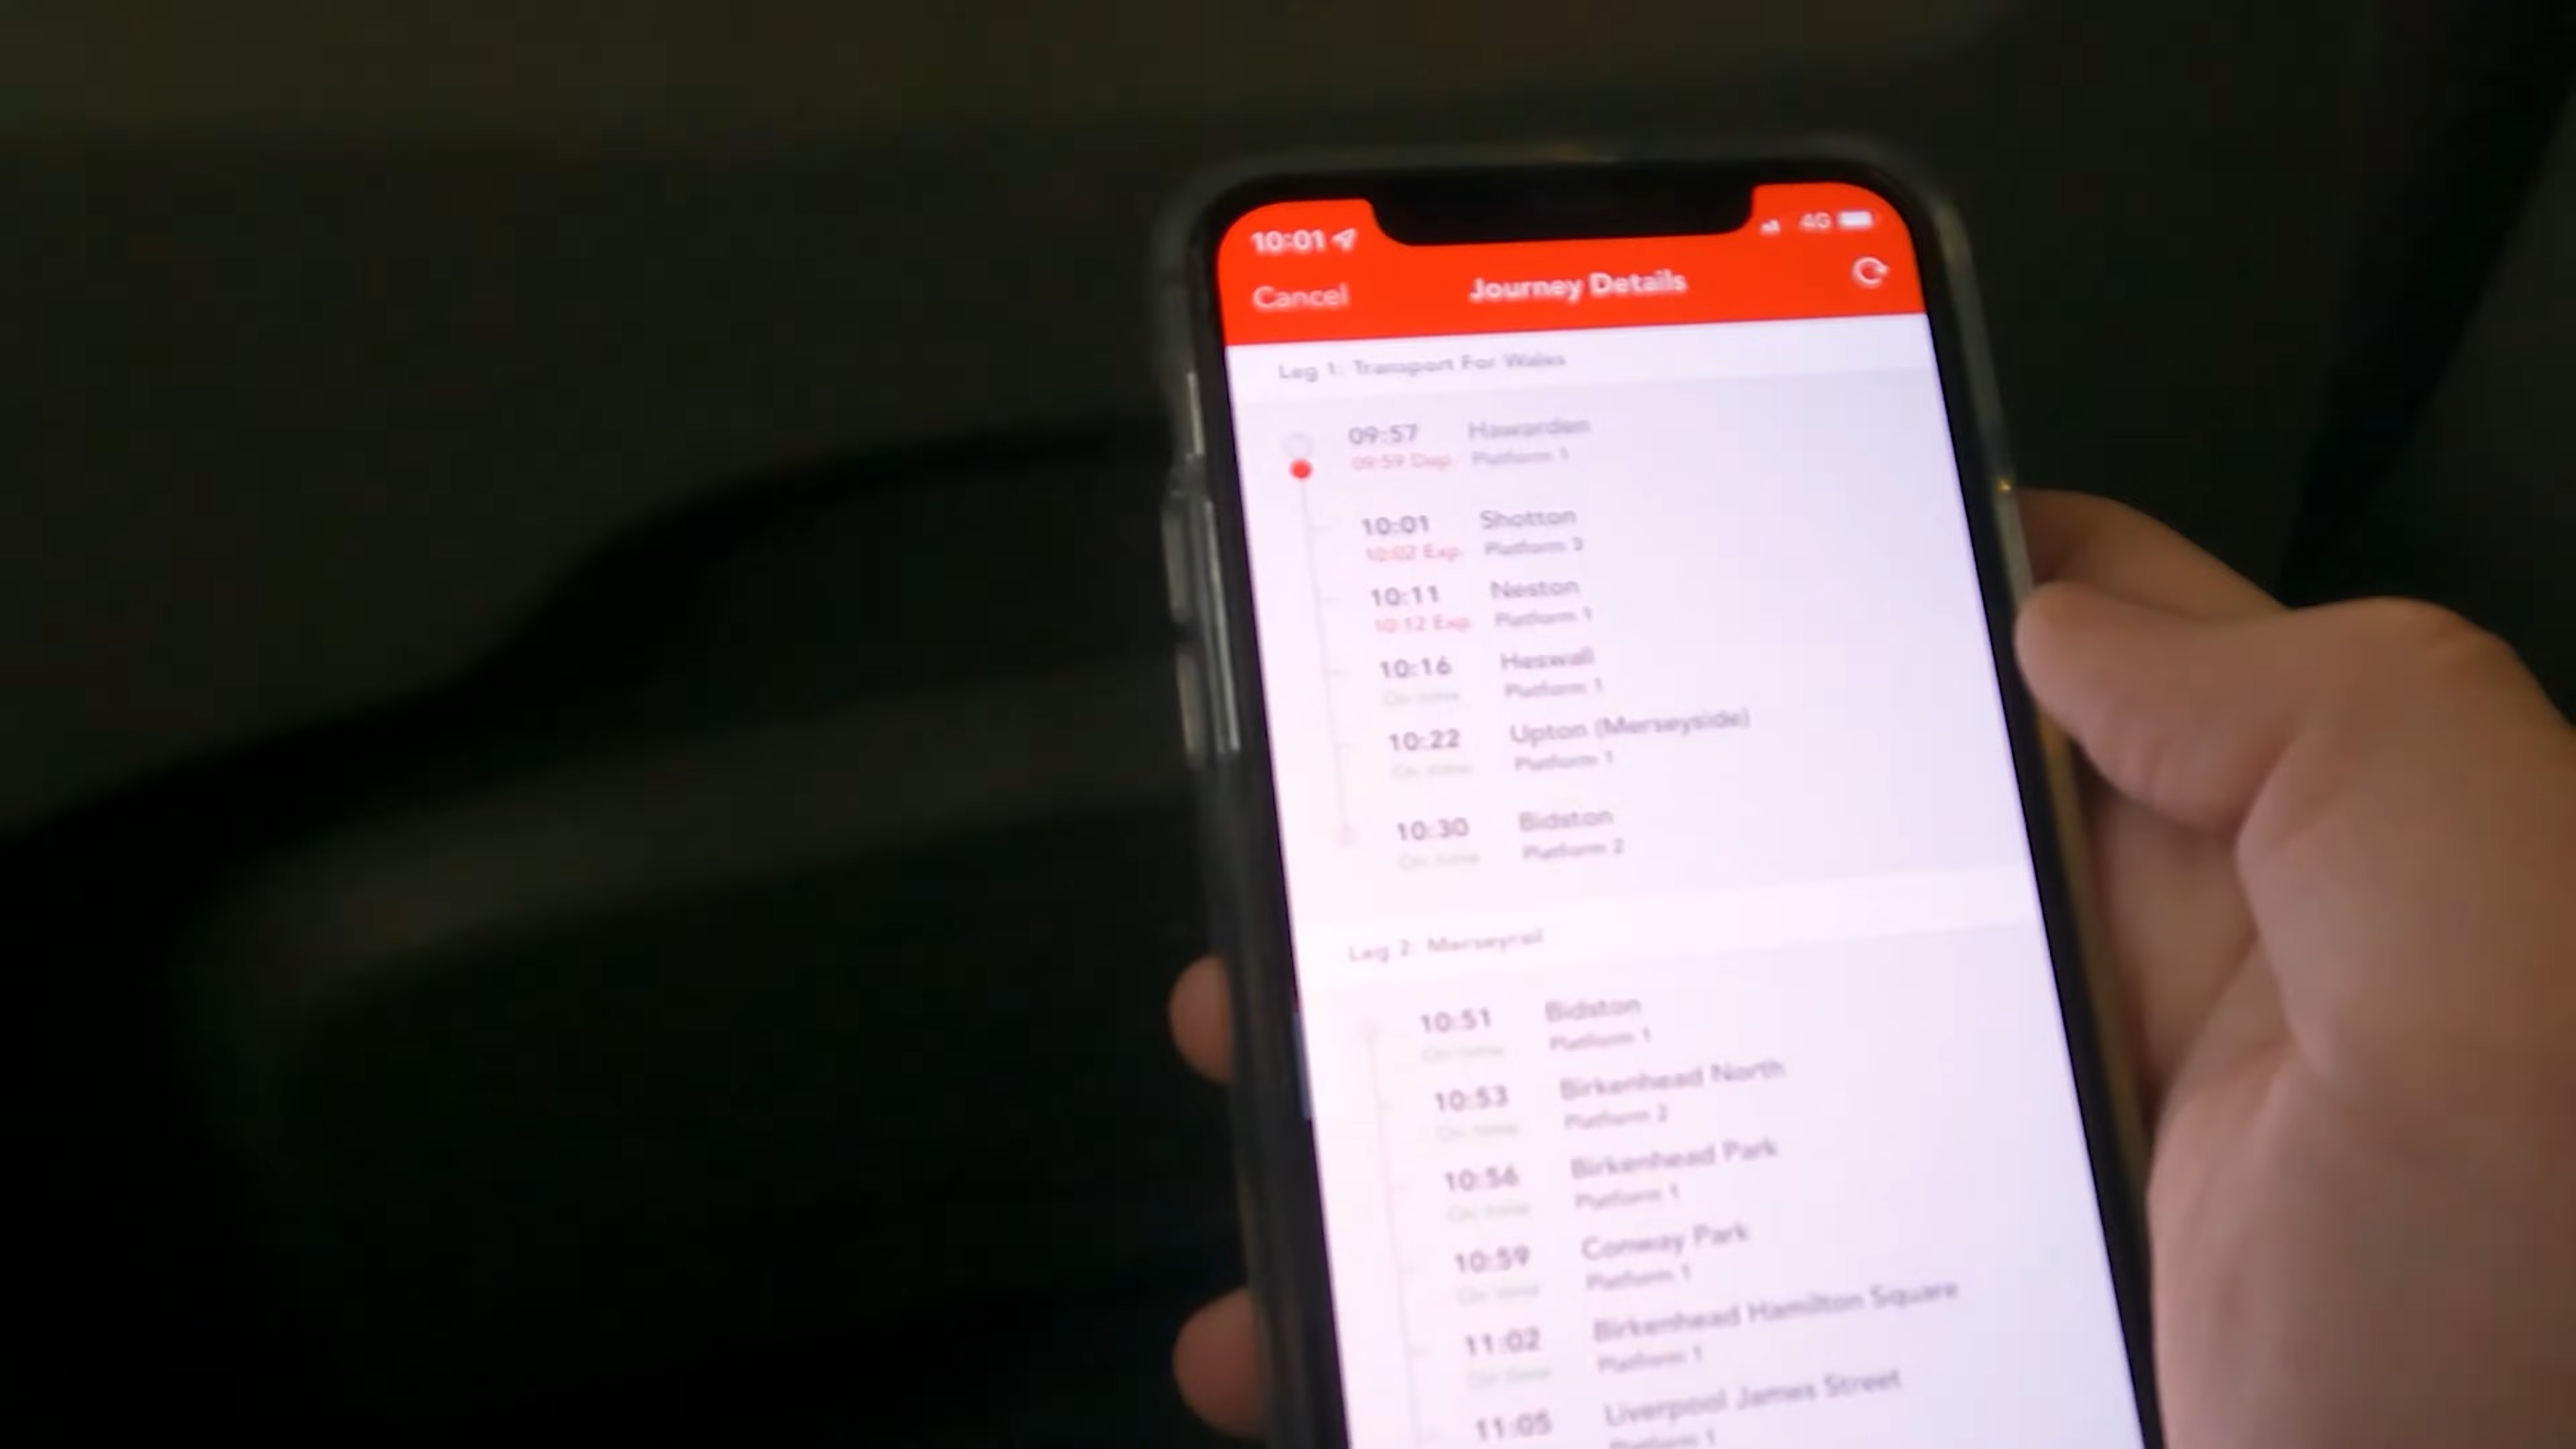 10:01 4G
Cancel Journey Details
Leg 1: Transport For Wales
09:57 Hawarden
09:59 Dep. Platform 1
10:01 Shotton
10:02 Exp. Platform 3
10:11 Neston
10:12 Exp. Platform 1
10:16 Heswall
On time Platform 1
10:22 Upton (Merseyside)
On time Platform 1
10:30 Bidston
On time Platform 2
Leg 2: Merseyrail
10:51 Bidston
On time Platform 1
10:53 Birkenhead North
On time Platform 2
10:56 Birkenhead Park
On time Platform 1
10:59 Conway Park
On time Platform 1
11:02 Birkenhead Hamilton Square
On time Platform 1
11:05 Liverpool James Street
Platform 1